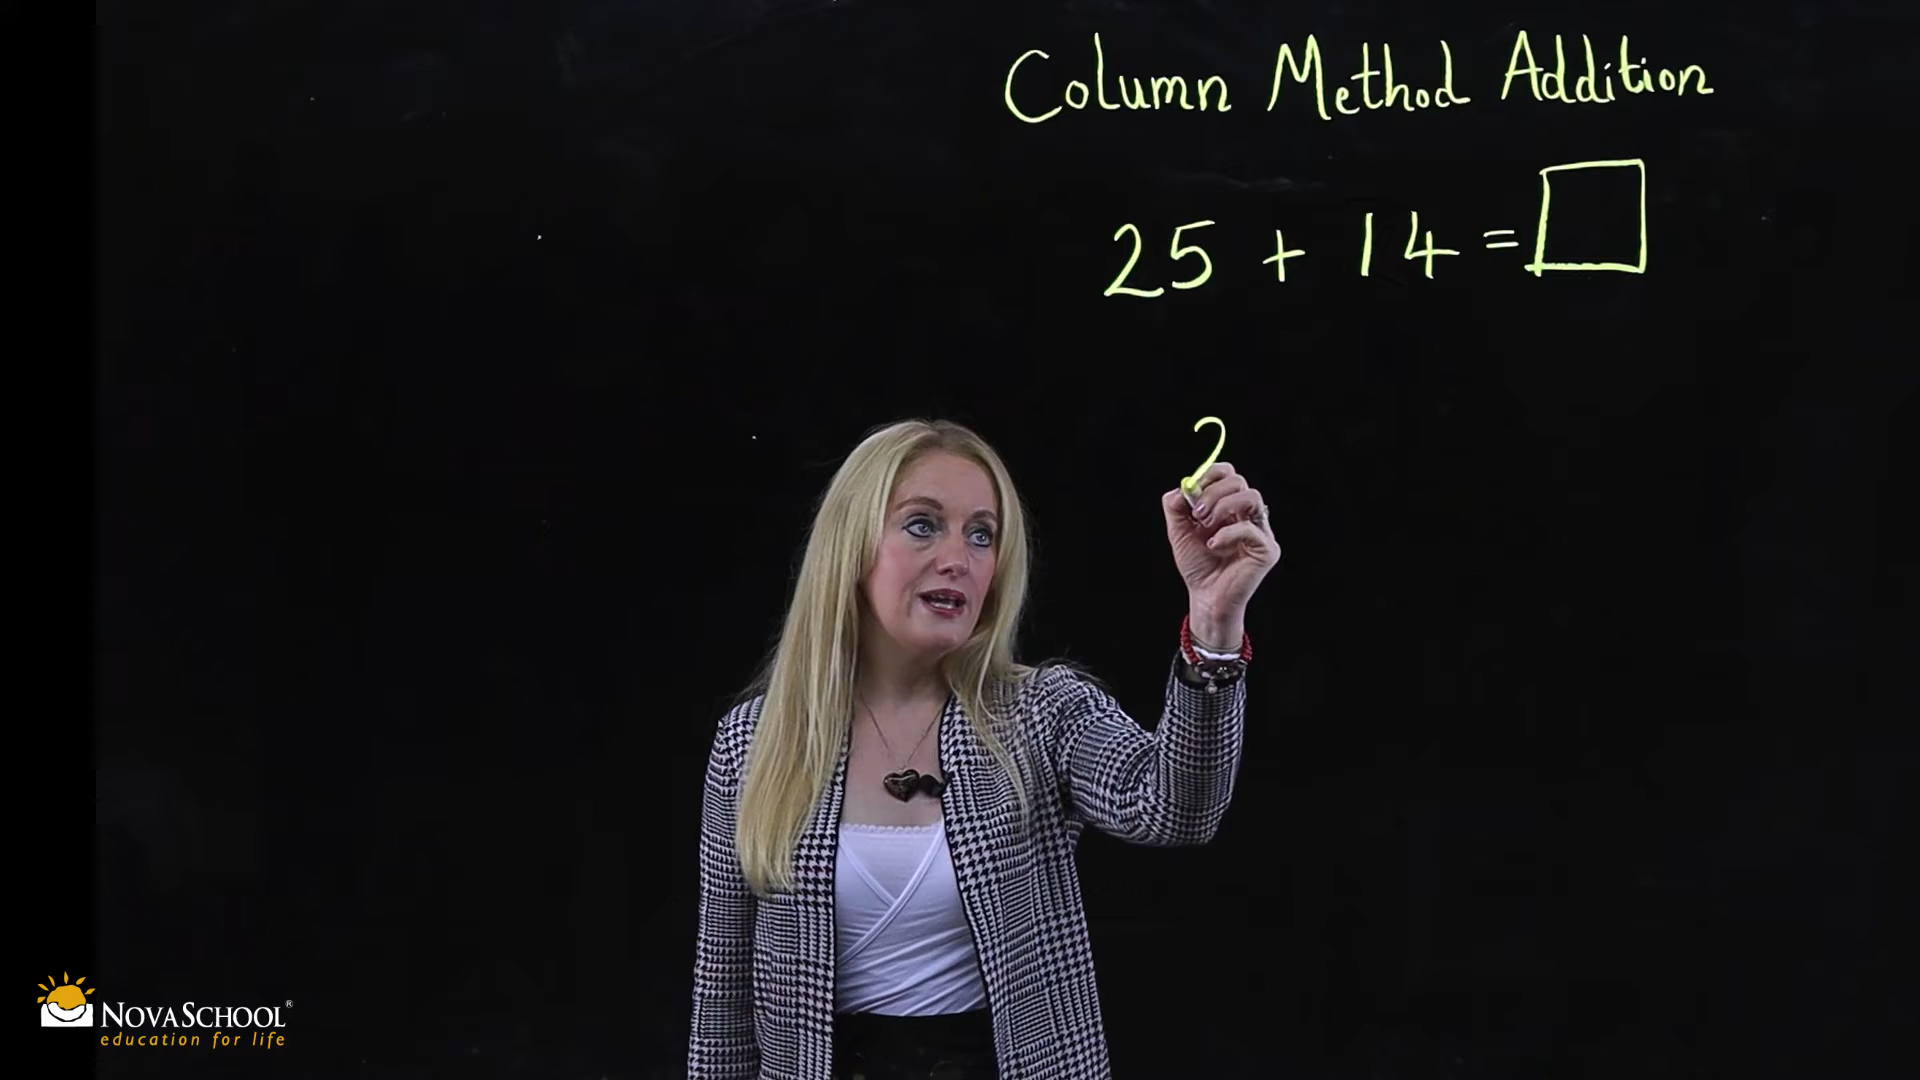 Column Method Addition
25 + 14 = 
2
NOVASCHOOL®
education for life